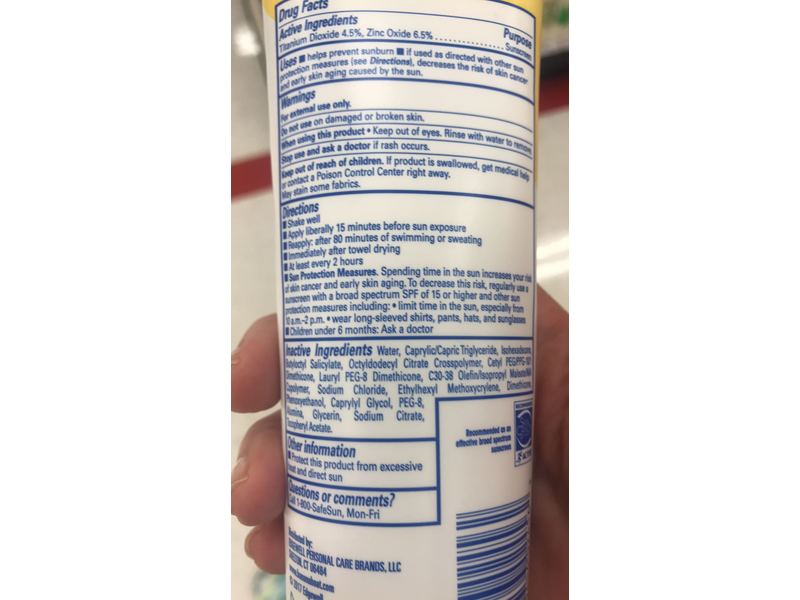 Drug Facts
Active Ingredients Purpose
Titanium Dioxide 4.5%, Zinc Oxide 6.5%..................Sunscreen
Uses ■ helps prevent sunburn ■ if used as directed with other sun
protection measures (see Directions), decreases the risk of skin cancer
and early skin aging caused by the sun.
Warnings
For external use only.
Do not use on damaged or broken skin.
When using this product • Keep out of eyes. Rinse with water to remove
Stop use and ask a doctor if rash occurs.
Keep out of reach of children. If product is swallowed, get medical help
or contact a Poison Control Center right away.
May stain some fabrics.
Directions
■ Shake well
■ Apply liberally 15 minutes before sun exposure
■ Reapply: after 80 minutes of swimming or sweating
■ Immediately after towel drying
■ At least every 2 hours
■ Sun Protection Measures. Spending time in the sun increases your risk
of skin cancer and early skin aging. To decrease this risk, regularly use a
sunscreen with a broad spectrum SPF of 15 or higher and other sun
protection measures including: • limit time in the sun, especially from
10 a.m.-2 p.m. • wear long-sleeved shirts, pants, hats, and sunglasses
■ Children under 6 months: Ask a doctor
Inactive Ingredients Water, Caprylic/Capric Triglyceride, Isohexadecane,
Butyloctyl Salicylate, Octyldodecyl Citrate Crosspolymer, Cetyl
Dimethicone, Lauryl PEG-8 Dimethicone, C30-38 Olefin/Isopropyl
Copolymer, Sodium Chloride, Ethylhexyl Methoxycrylene, Dimethicone,
Phenoxyethanol, Caprylyl Glycol, PEG-8,
Alumina, Glycerin, Sodium Citrate,
Tocopheryl Acetate.
Recommended as an
effective broad spectrum
sunscreen
Other information
■ Protect this product from excessive
heat and direct sun
Questions or comments?
Call 1-800-SafeSun, Mon-Fri
Distributed by:
EDGEWELL PERSONAL CARE BRANDS, LLC
SHELTON, CT 06484
© 2017 Edgewell